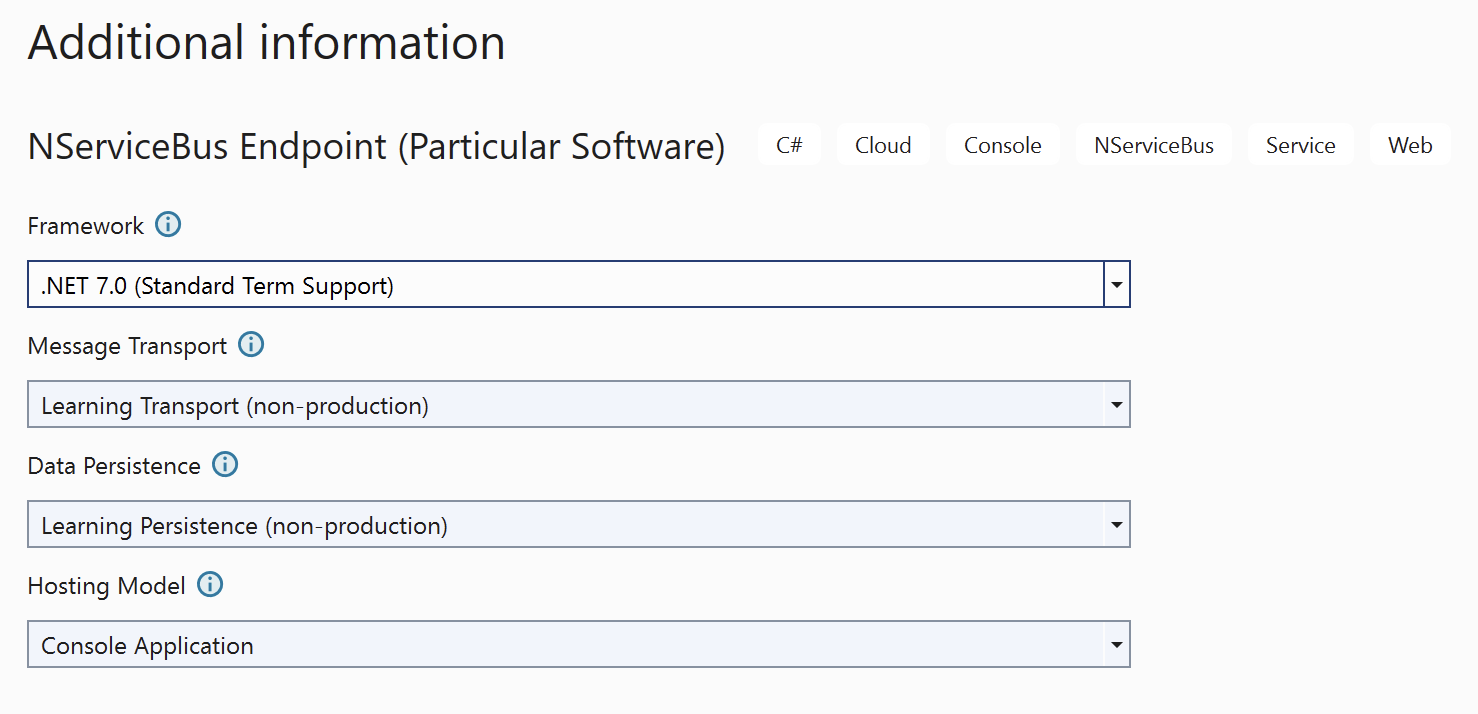 Additional information
NServiceBus Endpoint (Particular Software) C# Cloud Console NServiceBus Service Web
Framework
.NET 7.0 (Standard Term Support)
Message Transport
Learning Transport (non-production)
Data Persistence
Learning Persistence (non-production)
Hosting Model
Console Application